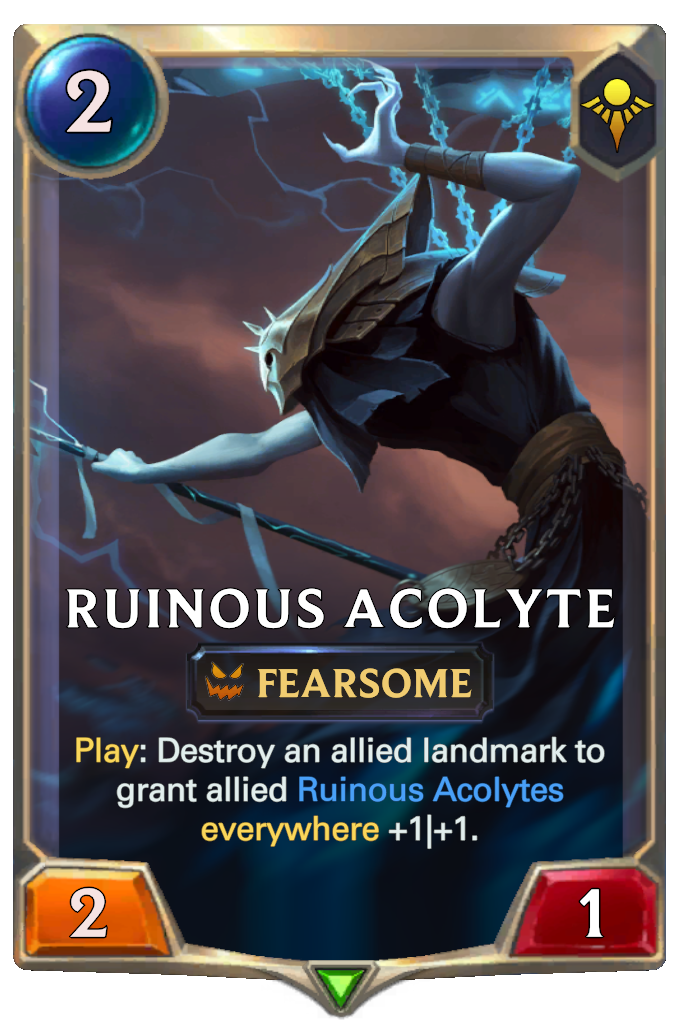 2
RUINOUS ACOLYTE
FEARSOME
Play: Destroy an allied landmark to
grant allied Ruinous Acolytes
everywhere +1|+1.
2
1